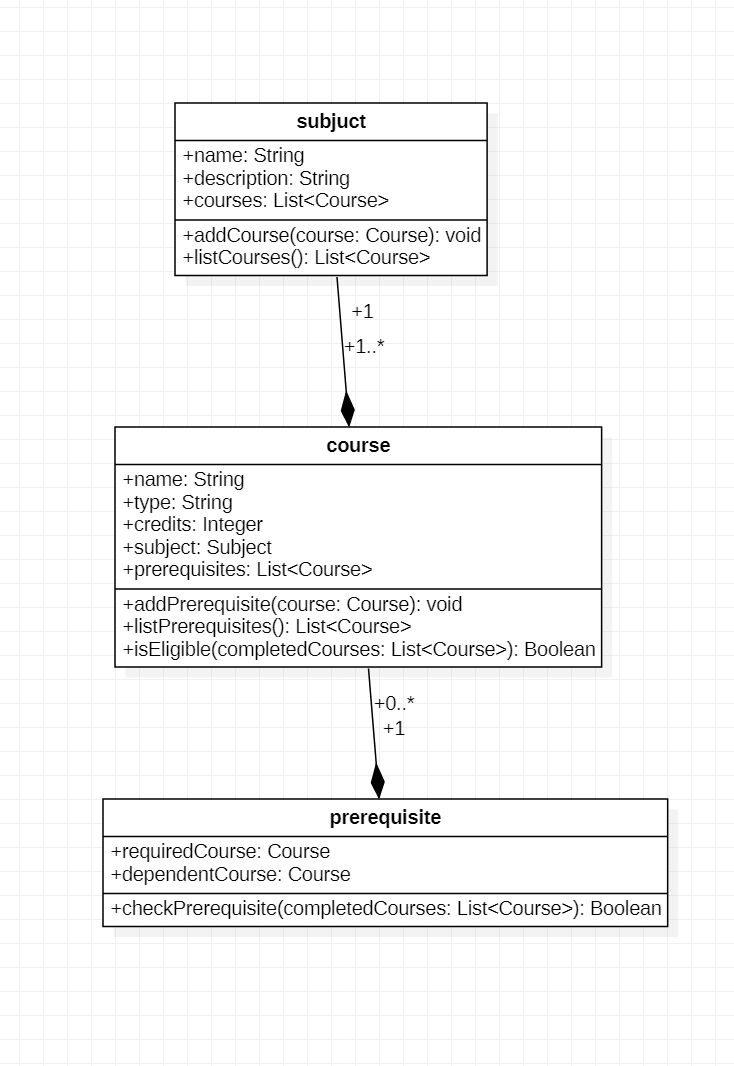 subjuct
+name: String
+description: String
+courses: List<Course>
+addCourse(course: Course): void
+listCourses(): List<Course>
+1
+1..*
course
+name: String
+type: String
+credits: Integer
+subject: Subject
+prerequisites: List<Course>
+addPrerequisite(course: Course): void
+listPrerequisites(): List<Course>
+isEligible(completedCourses: List<Course>): Boolean
+0..*
+1
prerequisite
+requiredCourse: Course
+dependentCourse: Course
+checkPrerequisite(completedCourses: List<Course>): Boolean